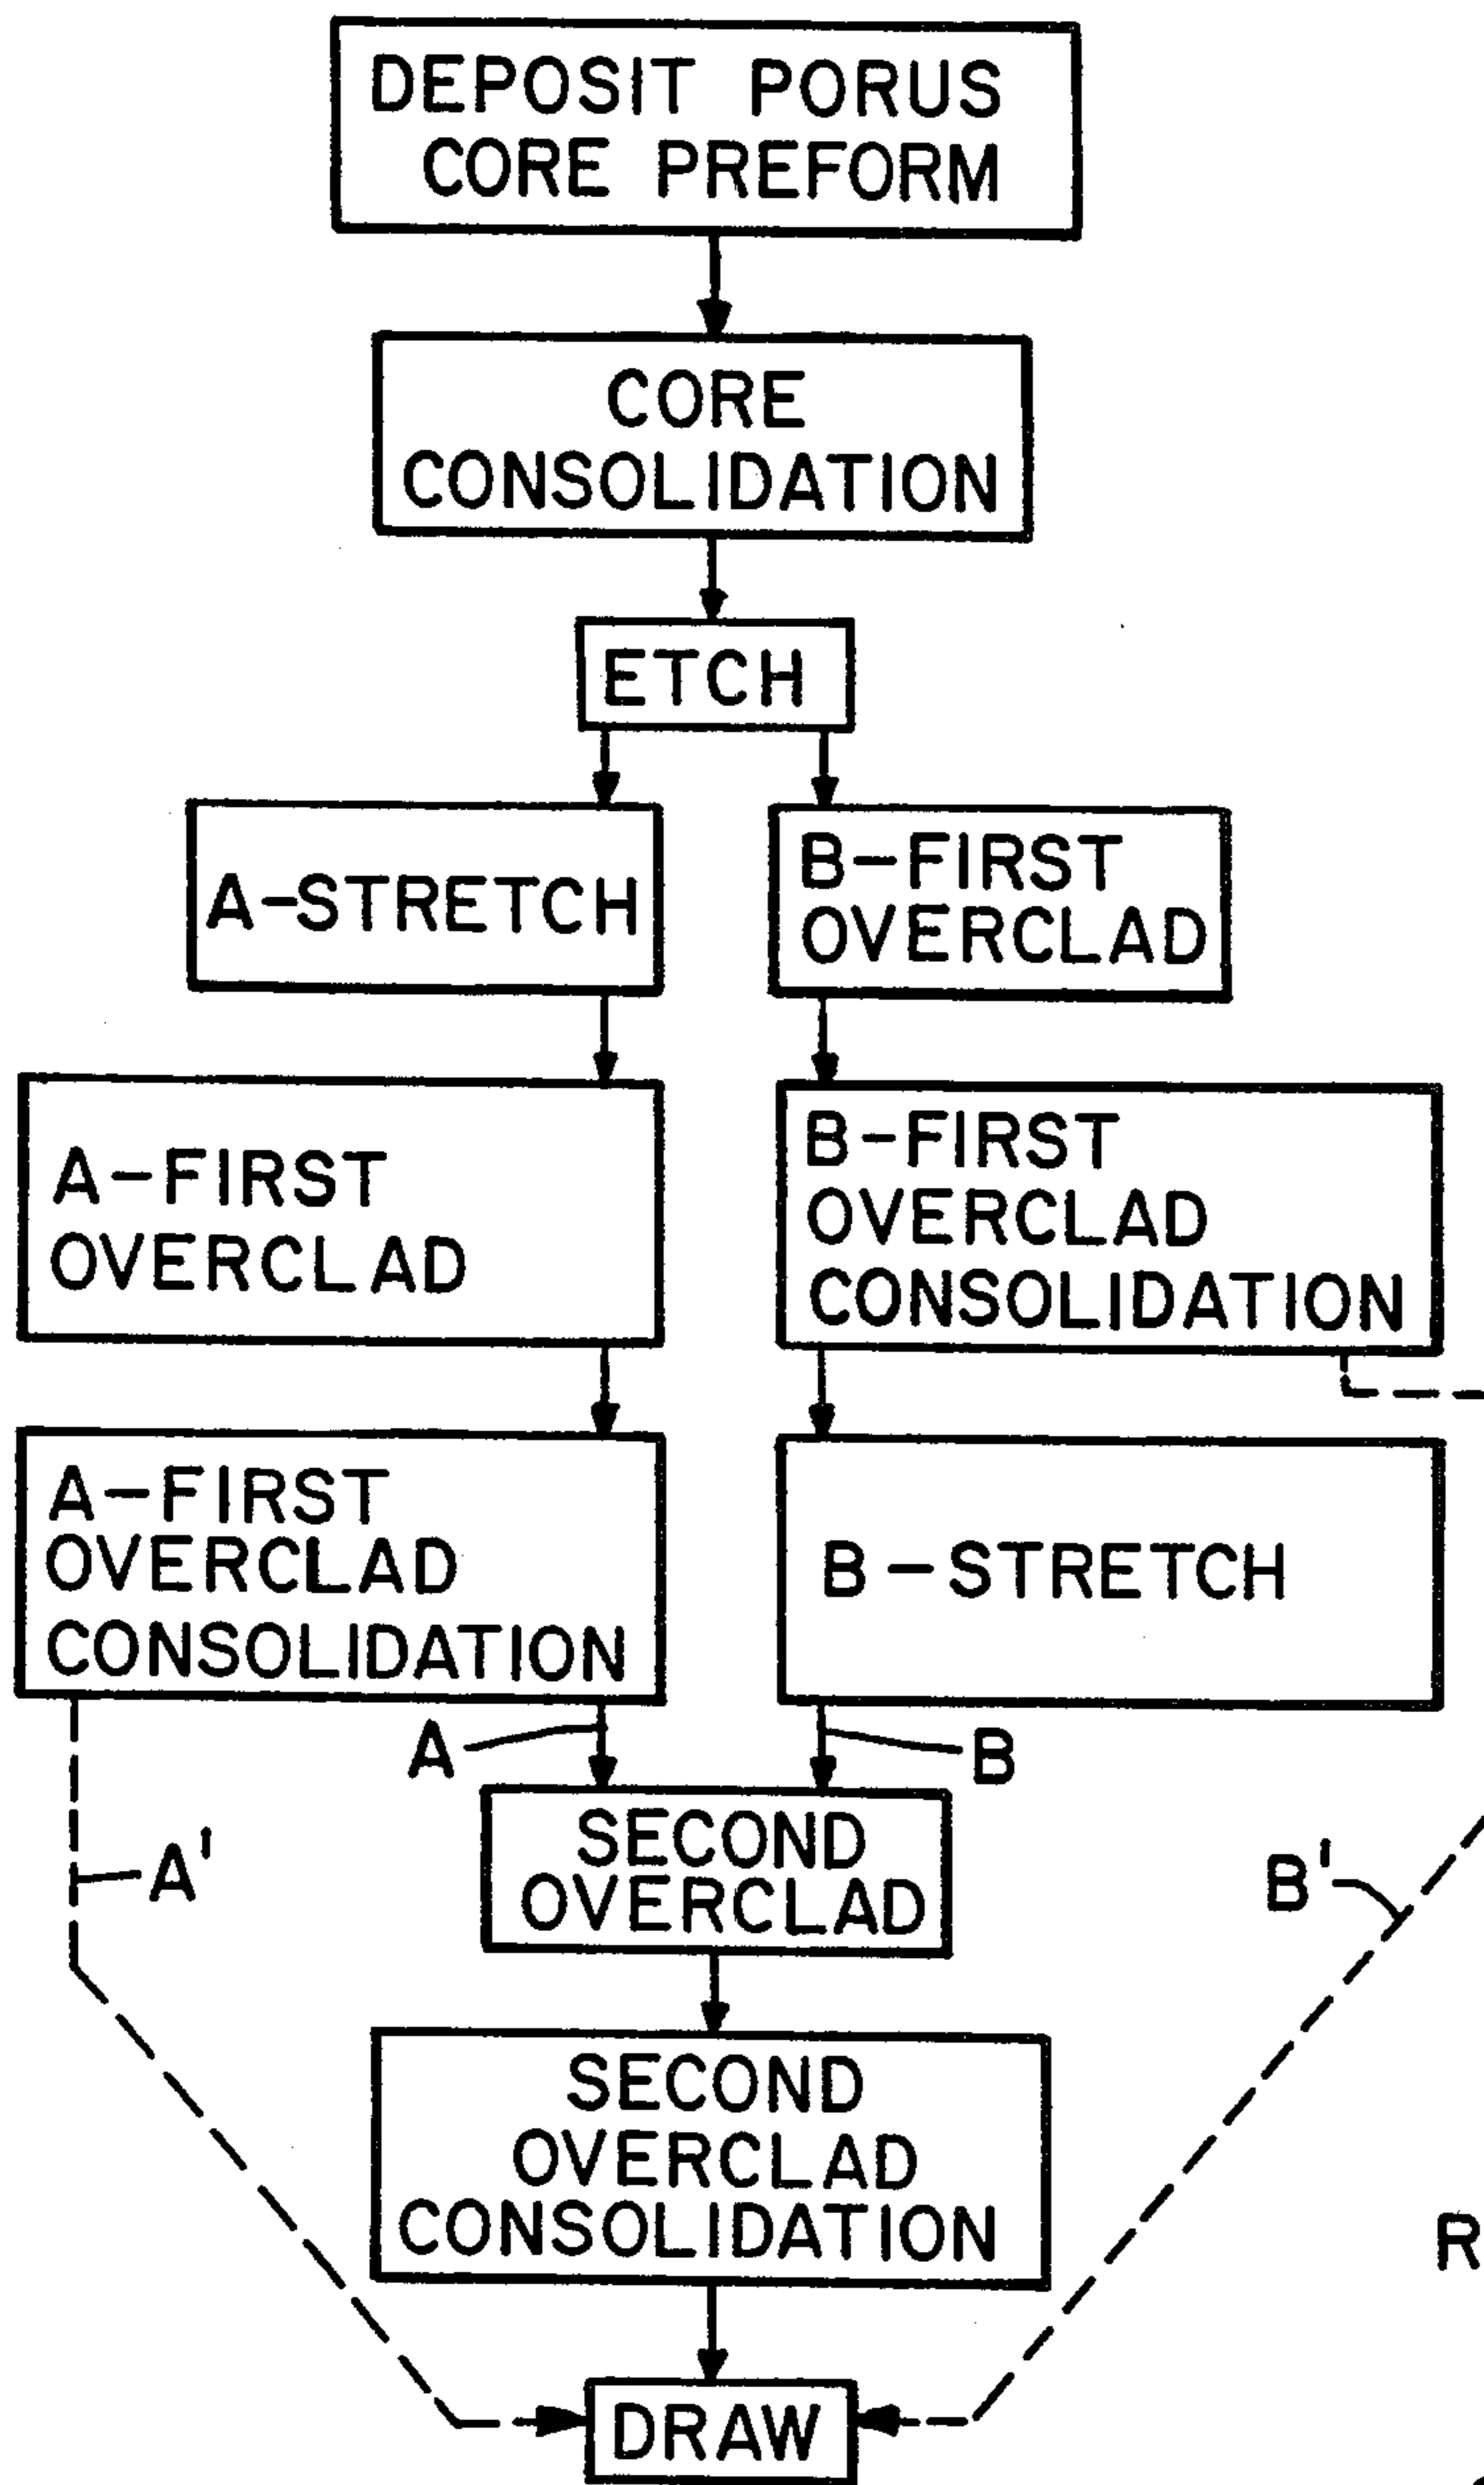 DEPOSIT PORUS
CORE PREFORM
CORE
CONSOLIDATION
ETCH
A-STRETCH
B-FIRST
OVERCLAD
A-FIRST
OVERCLAD
B-FIRST
OVERCLAD
CONSOLIDATION
A-FIRST
OVERCLAD
CONSOLIDATION
B-STRETCH
A
B
SECOND
OVERCLAD
A'
B'
SECOND
OVERCLAD
CONSOLIDATION
R
DRAW